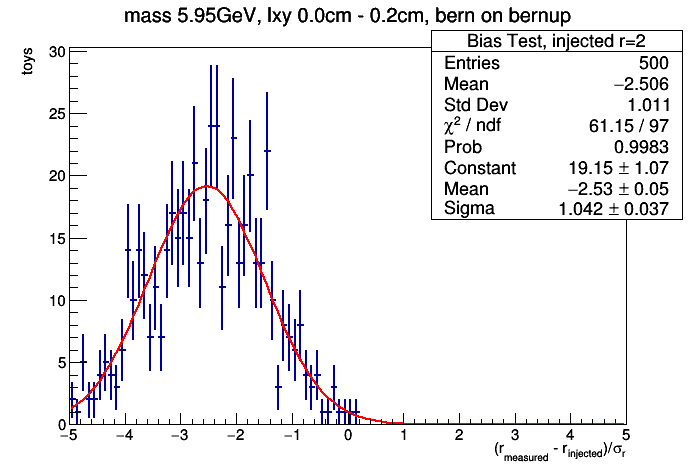 mass 5.95GeV, lxy 0.0cm - 0.2cm, bern on bernup
toys
Bias Test, injected r=2
Entries 500
Mean −2.506
Std Dev 1.011
χ² / ndf 61.15 / 97
Prob 0.9983
Constant 19.15 ± 1.07
Mean −2.53 ± 0.05
Sigma 1.042 ± 0.037
30
25
20
15
10
5
0
−5 −4 −3 −2 −1 0 1 2 3 4 5
(r_measured - r_injected)/σ_r